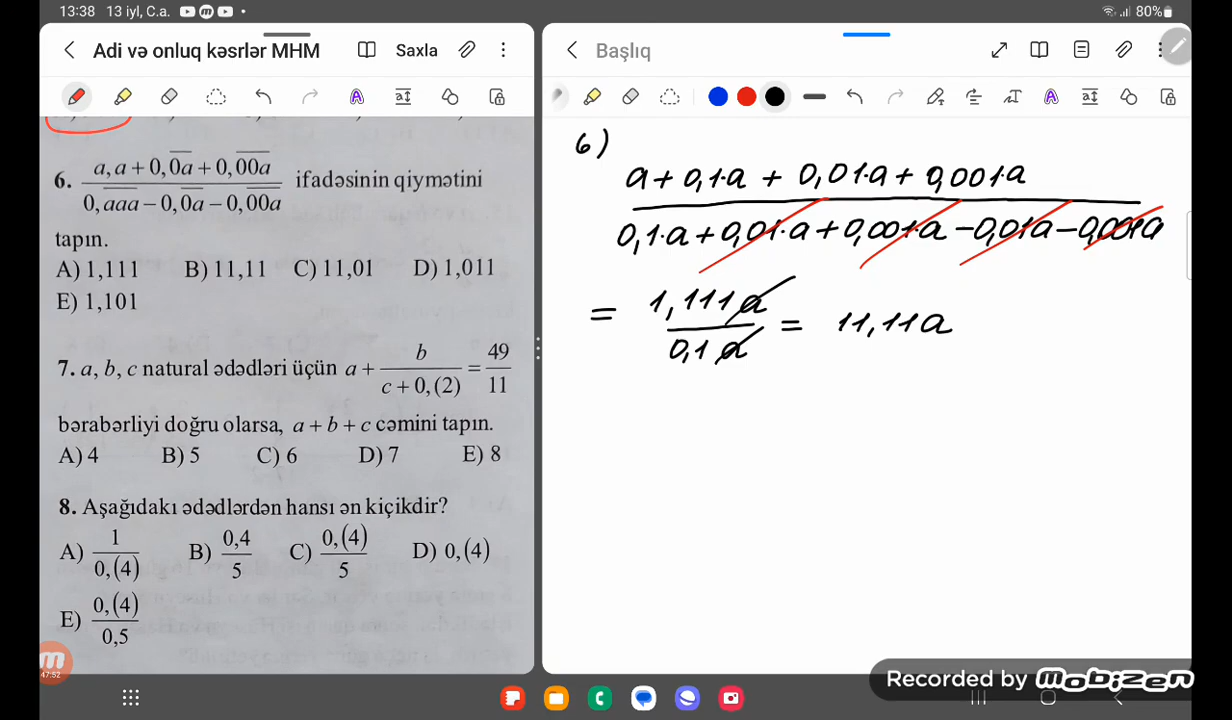 13:38 13 iyl, C.a. 80%
Adi və onluq kəsrlər MHM Saxla
Başlıq
6. (a,a + 0,0a + 0,00a) / (0,aaa − 0,0a − 0,00a) ifadəsinin qiymətini
tapın.
A) 1,111 B) 11,11 C) 11,01 D) 1,011
E) 1,101
7. a, b, c natural ədədləri üçün a + b / (c + 0,(2)) = 49/11
bərabərliyi doğru olarsa, a + b + c cəmini tapın.
A) 4 B) 5 C) 6 D) 7 E) 8
8. Aşağıdakı ədədlərdən hansı ən kiçikdir?
A) 1/0,(4) B) 0,4/5 C) 0,(4)/5 D) 0,(4)
E) 0,(4)/0,5
47:52
6)
a + 0,1·a + 0,01·a + 0,001·a
0,1·a + 0,01·a + 0,001·a − 0,01a − 0,001a
= 1,111a / 0,1a = 11,11a
Recorded by mobizen